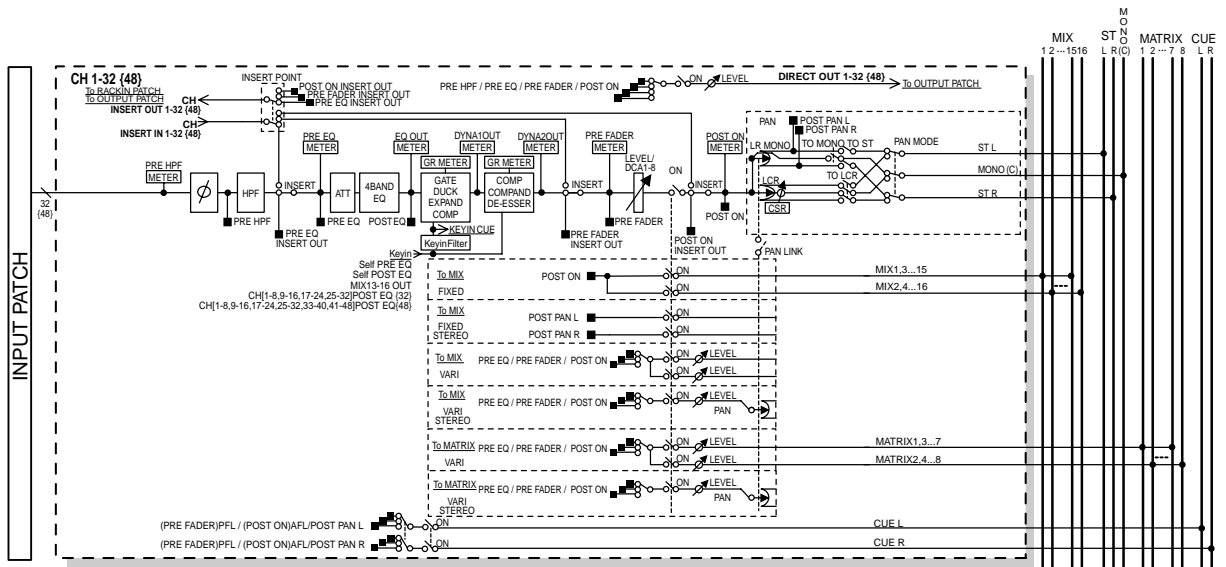 MONO
MIX ST (C) MATRIX CUE
1 2 ··· 15 16 L R 1 2 ··· 7 8 L R
INPUT PATCH
CH 1-32 {48}
To RACKIN PATCH
To OUTPUT PATCH
CH
INSERT OUT 1-32 {48}
CH
INSERT IN 1-32 {48}
INSERT POINT
POST ON INSERT OUT
PRE FADER INSERT OUT
PRE EQ INSERT OUT
PRE HPF / PRE EQ / PRE FADER / POST ON
ON
LEVEL
DIRECT OUT 1-32 {48}
To OUTPUT PATCH
32
{48}
PRE HPF
METER
Ø
PRE HPF
HPF
INSERT
PRE EQ
INSERT OUT
PRE EQ
METER
PRE EQ
ATT
4BAND
EQ
EQ OUT
METER
POST EQ
DYNA1OUT
METER
GR METER
GATE
DUCK
EXPAND
COMP
KEYIN CUE
Keyin Filter
DYNA2OUT
METER
GR METER
COMP
COMPAND
DE-ESSER
INSERT
PRE FADER
INSERT OUT
PRE FADER
METER
PRE FADER
LEVEL/
DCA1-8
ON
INSERT
POST ON
INSERT OUT
POST ON
METER
POST ON
PAN
POST PAN L
POST PAN R
LR MONO
TO MONO TO ST
PAN MODE
TO LCR
LCR
CSR
ST L
MONO (C)
ST R
PAN LINK
Keyin
Self PRE EQ
Self POST EQ
MIX13-16 OUT
CH[1-8,9-16,17-24,25-32]POST EQ {32}
CH[1-8,9-16,17-24,25-32,33-40,41-48]POST EQ{48}
To MIX
FIXED
POST ON
ON
ON
MIX1,3...15
MIX2,4...16
To MIX
FIXED
STEREO
POST PAN L
POST PAN R
ON
ON
To MIX
VARI
PRE EQ / PRE FADER / POST ON
ON LEVEL
ON LEVEL
To MIX
VARI
STEREO
PRE EQ / PRE FADER / POST ON
ON LEVEL
PAN
To MATRIX
VARI
PRE EQ / PRE FADER / POST ON
ON LEVEL
ON LEVEL
MATRIX1,3...7
MATRIX2,4...8
To MATRIX
VARI
STEREO
PRE EQ / PRE FADER / POST ON
ON LEVEL
PAN
(PRE FADER)PFL / (POST ON)AFL/POST PAN L
ON
CUE L
(PRE FADER)PFL / (POST ON)AFL/POST PAN R
ON
CUE R